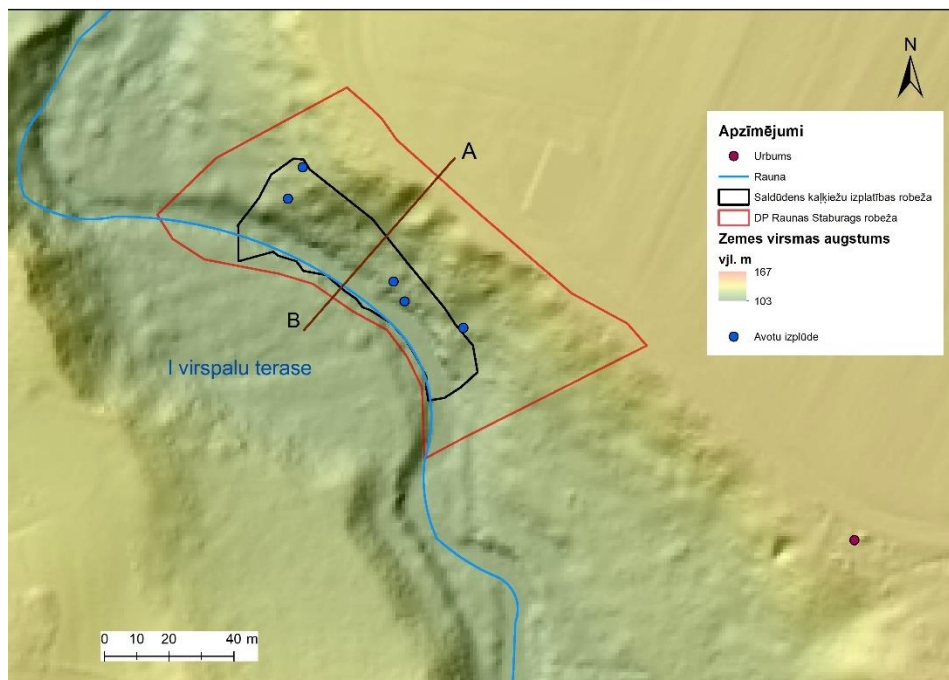 N
A
B
I virspalu terase
Apzīmējumi
Urbums
Rauna
Saldūdens kaļķiežu izplatības robeža
DP Raunas Staburags robeža
Zemes virsmas augstums
vjl. m
167
103
Avotu izplūde
0 10 20 40 m